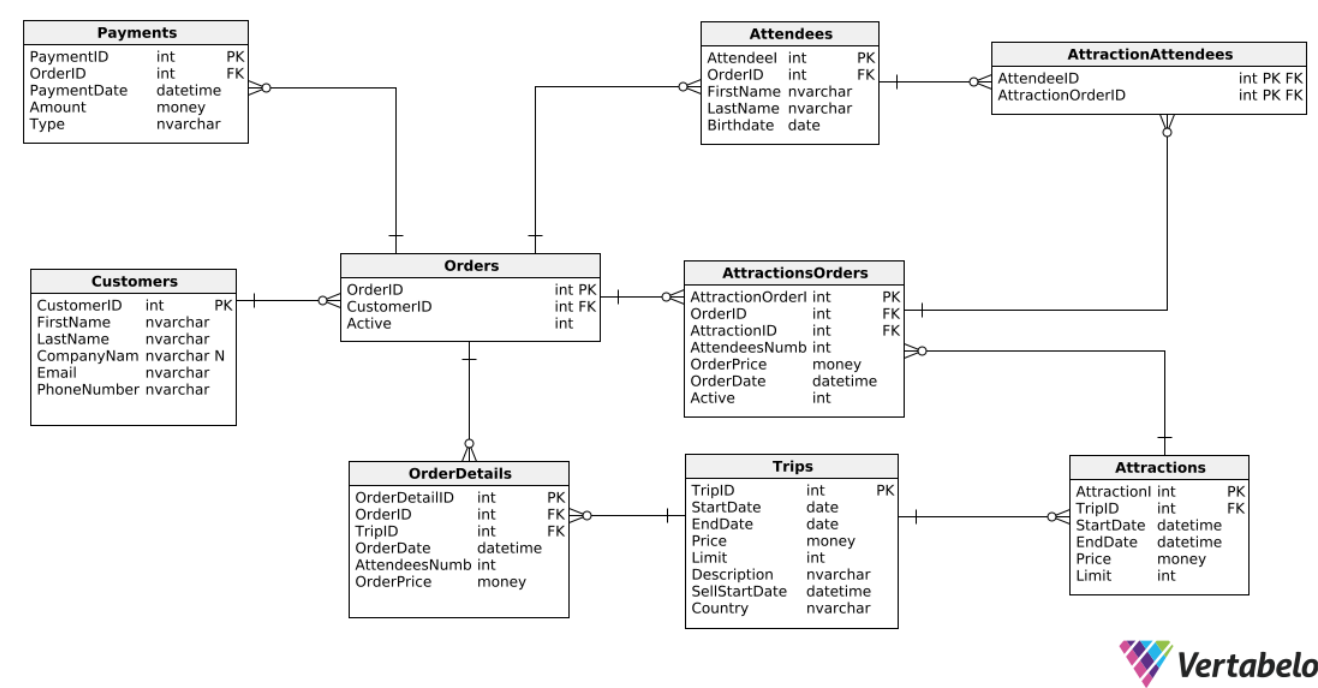 Payments
PaymentID int PK
OrderID int FK
PaymentDate datetime
Amount money
Type nvarchar
Attendees
AttendeeI int PK
OrderID int FK
FirstName nvarchar
LastName nvarchar
Birthdate date
AttractionAttendees
AttendeeID int PK FK
AttractionOrderID int PK FK
Customers
CustomerID int PK
FirstName nvarchar
LastName nvarchar
CompanyNam nvarchar N
Email nvarchar
PhoneNumber nvarchar
Orders
OrderID int PK
CustomerID int FK
Active int
AttractionsOrders
AttractionOrderI int PK
OrderID int FK
AttractionID int FK
AttendeesNumb int
OrderPrice money
OrderDate datetime
Active int
OrderDetails
OrderDetailID int PK
OrderID int FK
TripID int FK
OrderDate datetime
AttendeesNumb int
OrderPrice money
Trips
TripID int PK
StartDate date
EndDate date
Price money
Limit int
Description nvarchar
SellStartDate datetime
Country nvarchar
Attractions
AttractionI int PK
TripID int FK
StartDate datetime
EndDate datetime
Price money
Limit int
Vertabelo